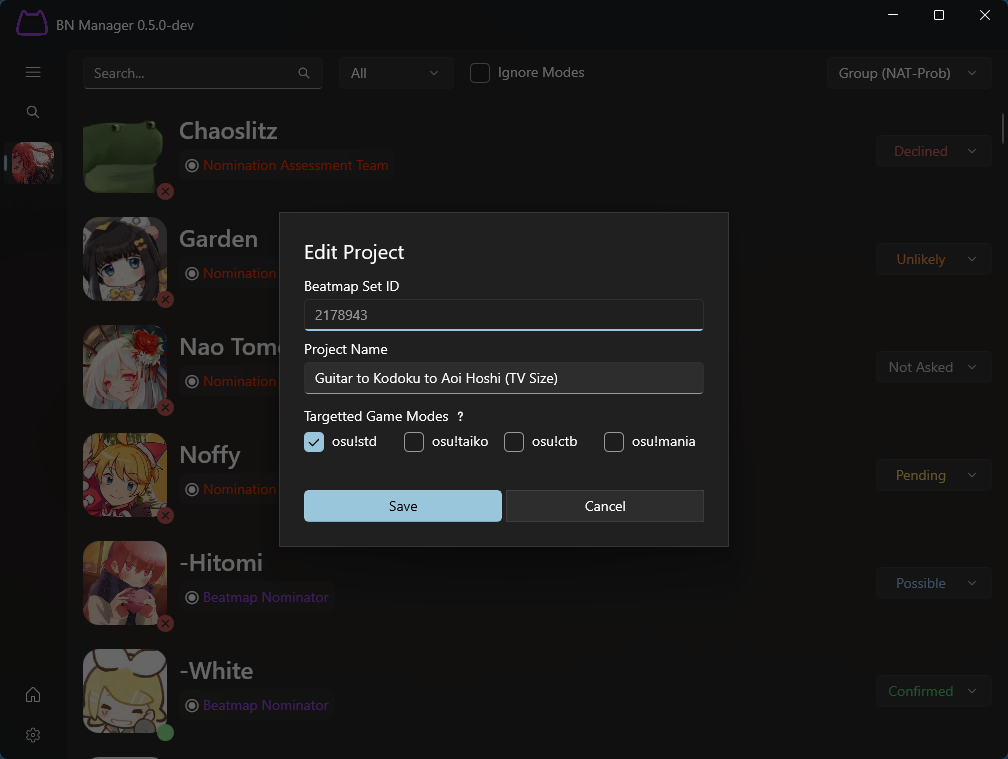 BN Manager 0.5.0-dev
Search...
All
Ignore Modes
Group (NAT-Prob)
Chaoslitz
Nomination Assessment Team
Declined
Garden
Nomination
Unlikely
Nao Tom
Nomination
Not Asked
Noffy
Nomination
Pending
-Hitomi
Beatmap Nominator
Possible
-White
Beatmap Nominator
Confirmed
Edit Project
Beatmap Set ID
2178943
Project Name
Guitar to Kodoku to Aoi Hoshi (TV Size)
Targetted Game Modes ?
osu!std
osu!taiko
osu!ctb
osu!mania
Save
Cancel